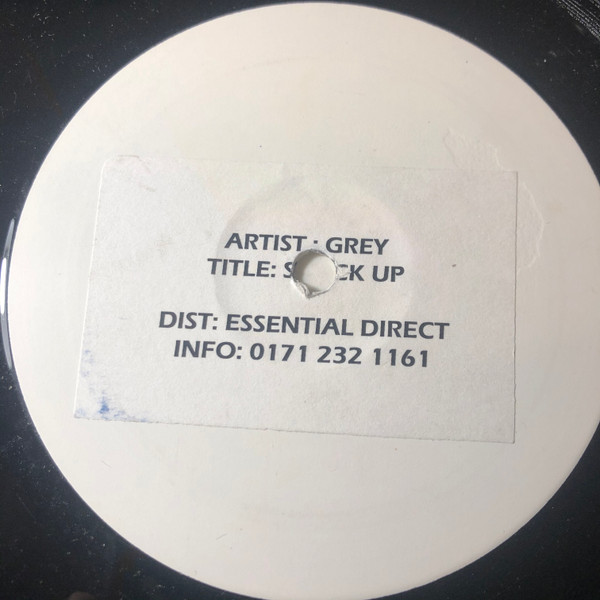 ARTIST : GREY
TITLE: UP
DIST: ESSENTIAL DIRECT
INFO: 0171 232 1161